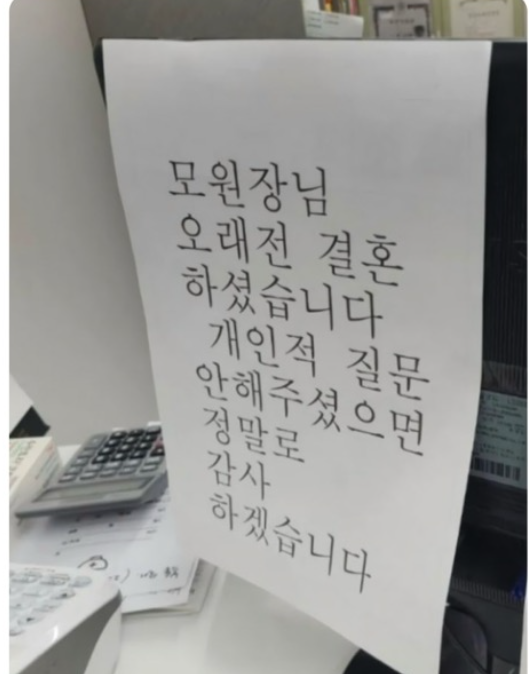 모원장님
오래전 결혼
하셨습니다
개인적 질문
안해주셨으면
정말로
감사
하겠습니다